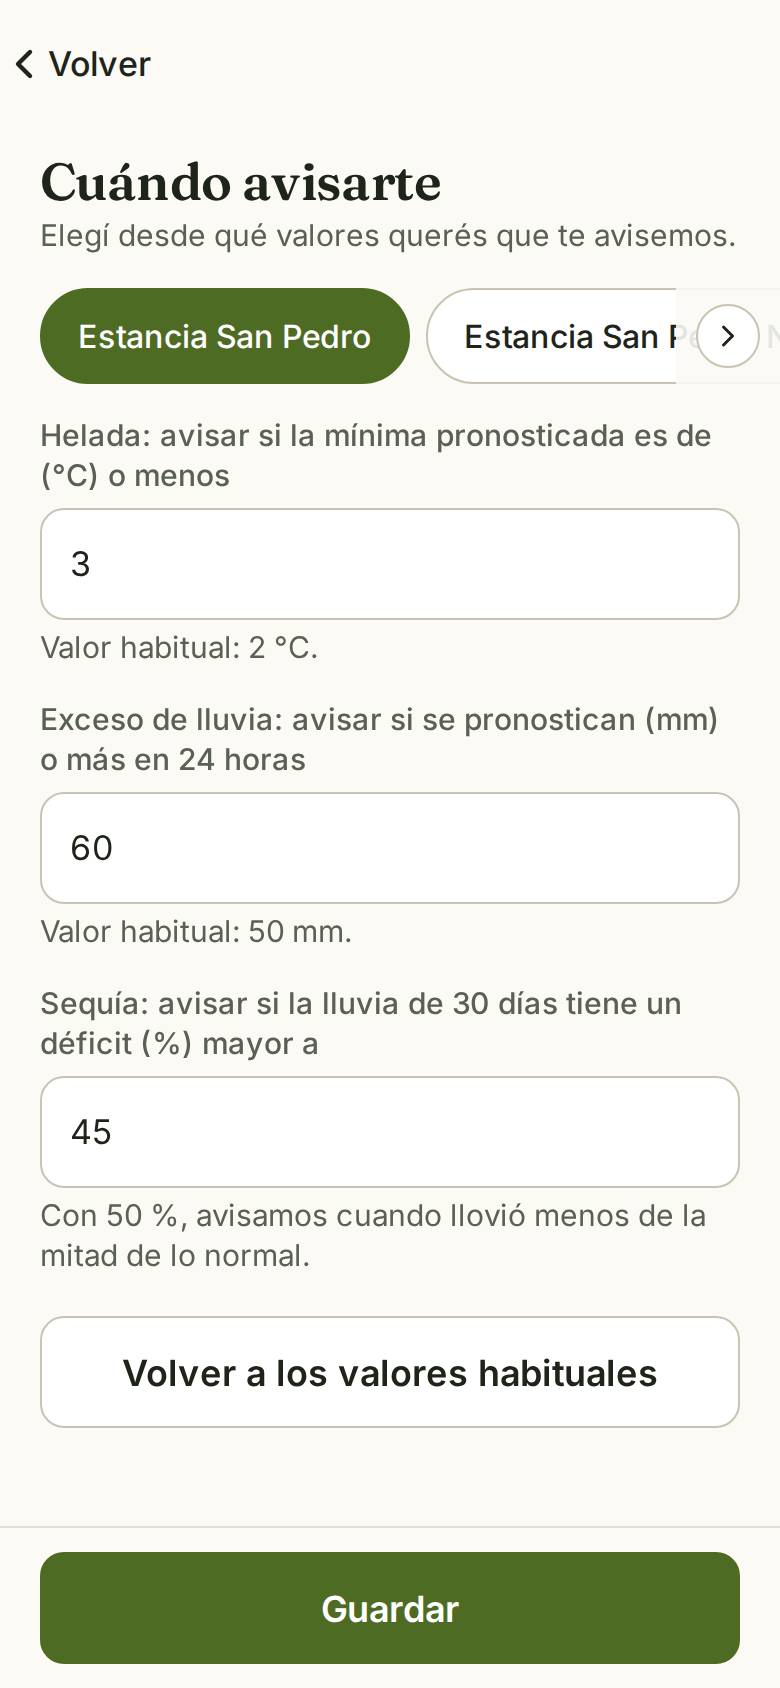 Volver
Cuándo avisarte
Elegí desde qué valores querés que te avisemos.
Estancia San Pedro
Estancia San
Helada: avisar si la mínima pronosticada es de
(°C) o menos
3
Valor habitual: 2 °C.
Exceso de lluvia: avisar si se pronostican (mm)
o más en 24 horas
60
Valor habitual: 50 mm.
Sequía: avisar si la lluvia de 30 días tiene un
déficit (%) mayor a
45
Con 50 %, avisamos cuando llovió menos de la
mitad de lo normal.
Volver a los valores habituales
Guardar